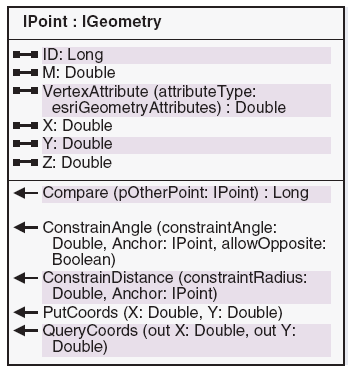 IPoint : IGeometry
ID: Long
M: Double
VertexAttribute (attributeType:
esriGeometryAttributes) : Double
X: Double
Y: Double
Z: Double
Compare (pOtherPoint: IPoint) : Long
ConstrainAngle (constraintAngle:
Double, Anchor: IPoint, allowOpposite:
Boolean)
ConstrainDistance (constraintRadius:
Double, Anchor: IPoint)
PutCoords (X: Double, Y: Double)
QueryCoords (out X: Double, out Y:
Double)